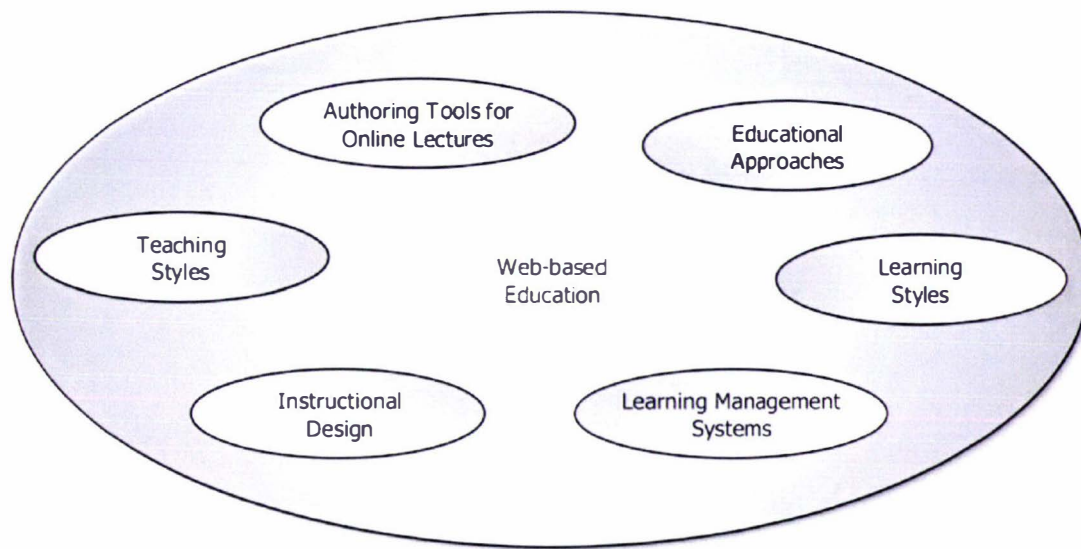 Authoring Tools for
Online Lectures
Educational
Approaches
Teaching
Styles
Web-based
Education
Learning
Styles
Instructional
Design
Learning Management
Systems